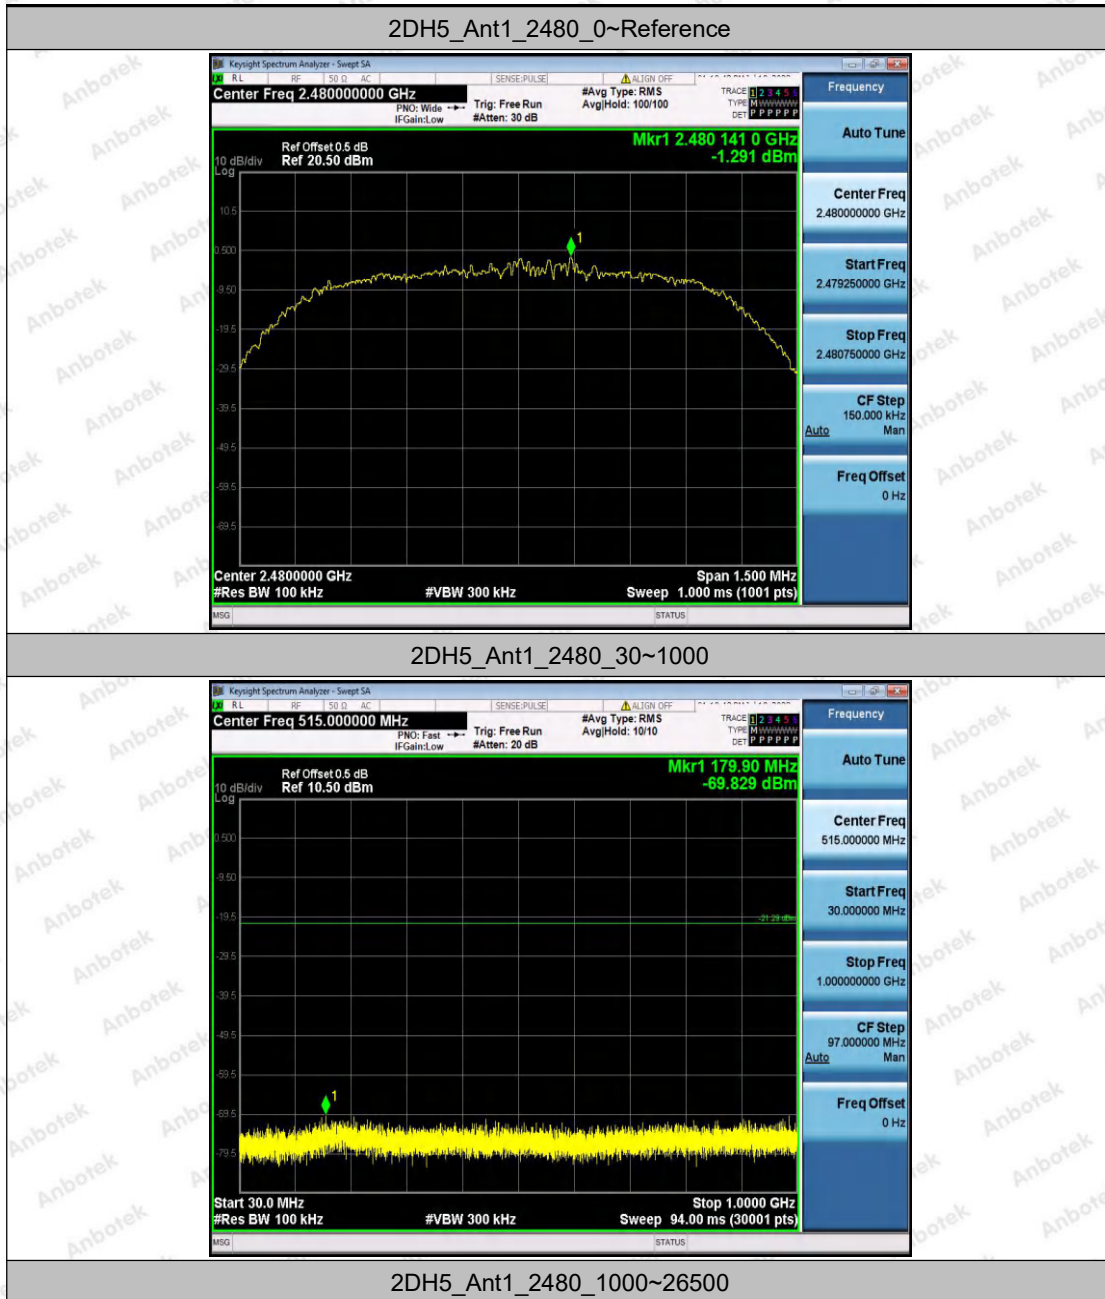 2DH5_Ant1_2480_0~Reference
Keysight Spectrum Analyzer - Swept SA
RL RF 50 Ω AC SENSE:PULSE ALIGN OFF
Center Freq 2.480000000 GHz
PNO: Wide
IFGain:Low
Trig: Free Run
#Atten: 30 dB
#Avg Type: RMS
Avg|Hold: 100/100
TRACE 1 2 3 4 5 6
TYPE M WWWWW
DET P P P P P P
Ref Offset 0.5 dB
10 dB/div Ref 20.50 dBm
Log
Mkr1 2.480 141 0 GHz
-1.291 dBm
1
10.5
0.500
-9.50
-19.5
-29.5
-39.5
-49.5
-59.5
-69.5
Center 2.4800000 GHz
Span 1.500 MHz
#Res BW 100 kHz
#VBW 300 kHz
Sweep 1.000 ms (1001 pts)
MSG
STATUS
Frequency
Auto Tune
Center Freq
2.480000000 GHz
Start Freq
2.479250000 GHz
Stop Freq
2.480750000 GHz
CF Step
150.000 kHz
Auto Man
Freq Offset
0 Hz
2DH5_Ant1_2480_30~1000
Keysight Spectrum Analyzer - Swept SA
RL RF 50 Ω AC SENSE:PULSE ALIGN OFF
Center Freq 515.000000 MHz
PNO: Fast
IFGain:Low
Trig: Free Run
#Atten: 20 dB
#Avg Type: RMS
Avg|Hold: 10/10
TRACE 1 2 3 4 5 6
TYPE M WWWWW
DET P P P P P P
Ref Offset 0.5 dB
10 dB/div Ref 10.50 dBm
Log
Mkr1 179.90 MHz
-69.829 dBm
0.500
-9.50
-19.5
-21.29 dBm
-29.5
-39.5
-49.5
-59.5
1
-69.5
-79.5
Start 30.0 MHz
Stop 1.0000 GHz
#Res BW 100 kHz
#VBW 300 kHz
Sweep 94.00 ms (30001 pts)
MSG
STATUS
Frequency
Auto Tune
Center Freq
515.000000 MHz
Start Freq
30.000000 MHz
Stop Freq
1.000000000 GHz
CF Step
97.000000 MHz
Auto Man
Freq Offset
0 Hz
2DH5_Ant1_2480_1000~26500
Anbotek